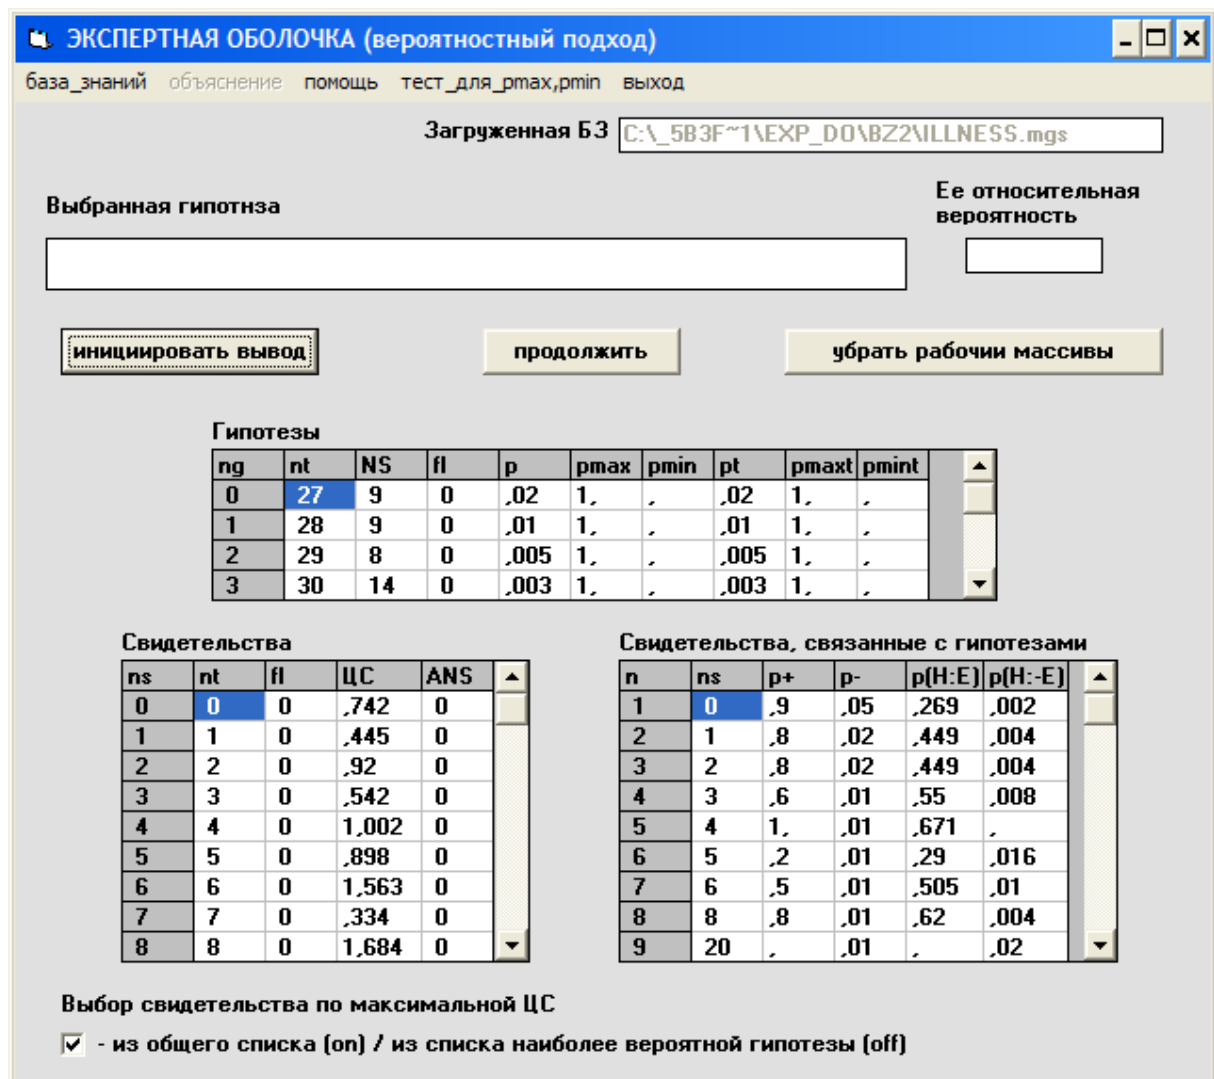 ЭКСПЕРТНАЯ ОБОЛОЧКА (вероятностный подход)
база_знаний объяснение помощь тест_для_pmax,pmin выход
Загруженная БЗ C:\_5B3F~1\EXP_DO\BZ2\ILLNESS.mgs
Выбранная гипотнза
Ее относительная
вероятность
инициировать вывод продолжить убрать рабочии массивы
Гипотезы
ng nt NS fl p pmax pmin pt pmaxt pmint
0 27 9 0 ,02 1, , ,02 1, ,
1 28 9 0 ,01 1, , ,01 1, ,
2 29 8 0 ,005 1, , ,005 1, ,
3 30 14 0 ,003 1, , ,003 1, ,
Свидетельства
ns nt fl ЦС ANS
0 0 0 ,742 0
1 1 0 ,445 0
2 2 0 ,92 0
3 3 0 ,542 0
4 4 0 1,002 0
5 5 0 ,898 0
6 6 0 1,563 0
7 7 0 ,334 0
8 8 0 1,684 0
Свидетельства, связанные с гипотезами
n ns p+ p- p(H:E) p(H:-E)
1 0 ,9 ,05 ,269 ,002
2 1 ,8 ,02 ,449 ,004
3 2 ,8 ,02 ,449 ,004
4 3 ,6 ,01 ,55 ,008
5 4 1, ,01 ,671 ,
6 5 ,2 ,01 ,29 ,016
7 6 ,5 ,01 ,505 ,01
8 8 ,8 ,01 ,62 ,004
9 20 , ,01 , ,02
Выбор свидетельства по максимальной ЦС
- из общего списка (on) / из списка наиболее вероятной гипотезы (off)